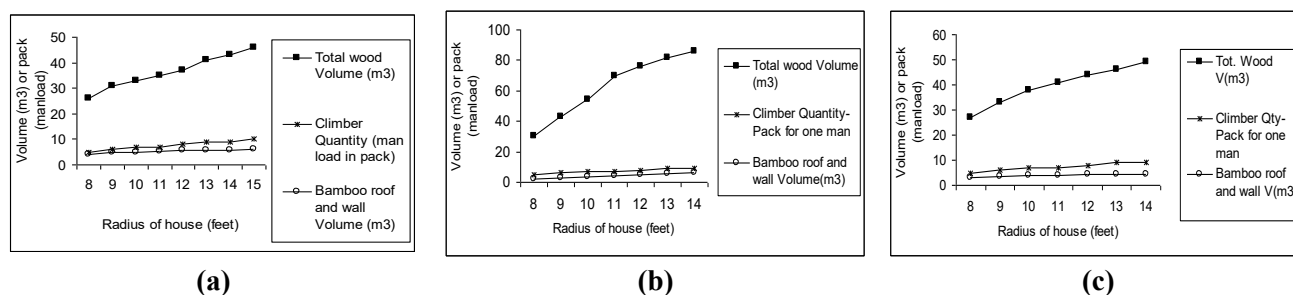 Volume (m3) or pack
(manload)
50
40
30
20
10
0
8 9 10 11 12 13 14 15
Radius of house (feet)
Total wood
Volume (m3)
Climber
Quantity (man
load in pack)
Bamboo roof
and wall
Volume (m3)
(a)
Volume (m3) or pack
(manload)
100
80
60
40
20
0
8 9 10 11 12 13 14
Radius of house (feet)
Total wood Volume
(m3)
Climber Quantity-
Pack for one man
Bamboo roof and
wall Volume(m3)
(b)
Volume (m3) or pack
(manload)
60
50
40
30
20
10
0
8 9 10 11 12 13 14
Radius of house (feet)
Tot. Wood
V(m3)
Climber Qty-
Pack for one
man
Bamboo roof
and wall V(m3
(c)